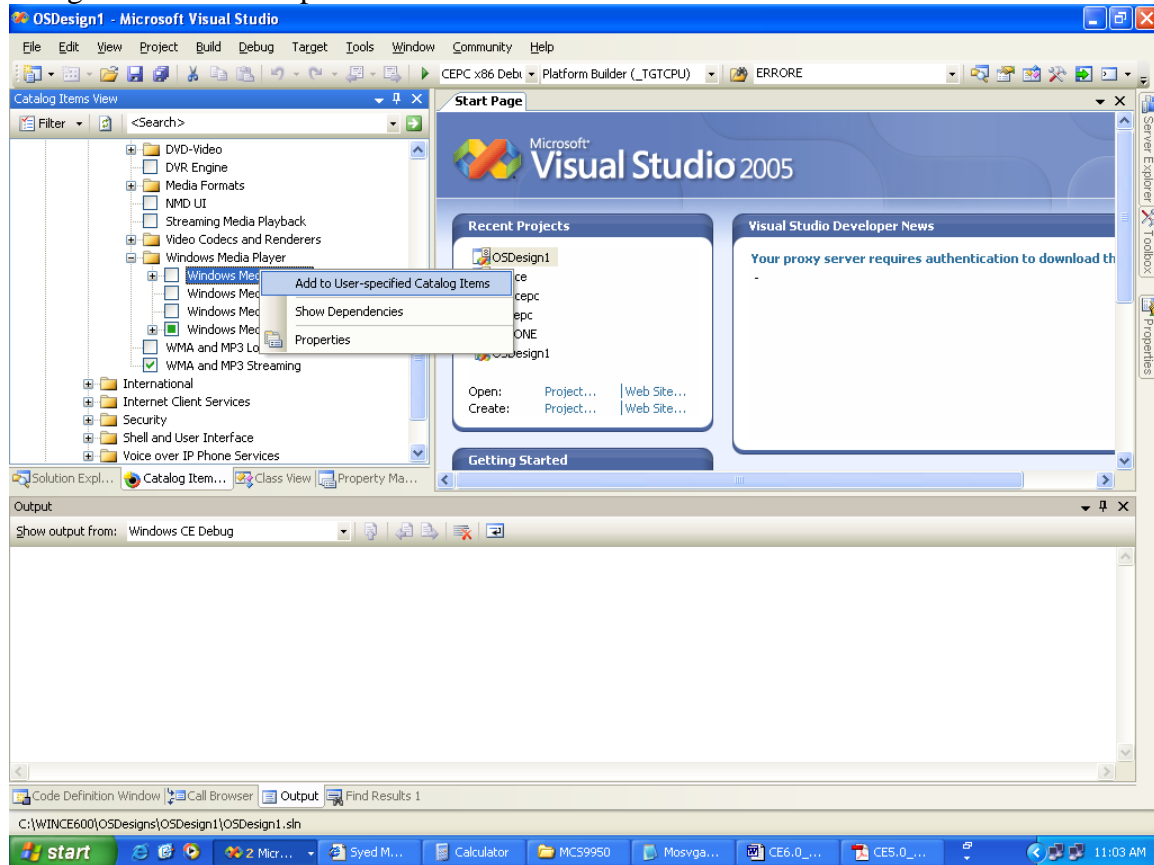 OSDesign1 - Microsoft Visual Studio
File Edit View Project Build Debug Target Tools Window Community Help
CEPC x86 Debu Platform Builder (_TGTCPU) ERRORE
Catalog Items View
Filter <Search>
DVD-Video
DVR Engine
Media Formats
NMD UI
Streaming Media Playback
Video Codecs and Renderers
Windows Media Player
Windows Med
Windows Med
Windows Med
Windows Med
WMA and MP3 Lo
WMA and MP3 Streaming
International
Internet Client Services
Security
Shell and User Interface
Voice over IP Phone Services
Add to User-specified Catalog Items
Show Dependencies
Properties
Solution Expl... Catalog Item... Class View Property Ma...
Start Page
Microsoft
Visual Studio 2005
Recent Projects
OSDesign1
ce
cepc
epc
ONE
OSDesign1
Open: Project... Web Site...
Create: Project... Web Site...
Getting Started
Visual Studio Developer News
Your proxy server requires authentication to download th
-
Server Explorer
Toolbox
Properties
Output
Show output from: Windows CE Debug
Code Definition Window Call Browser Output Find Results 1
C:\WINCE600\OSDesigns\OSDesign1\OSDesign1.sln
start 2 Micr... Syed M... Calculator MCS9950 Mosvga... CE6.0_... CE5.0_... 11:03 AM